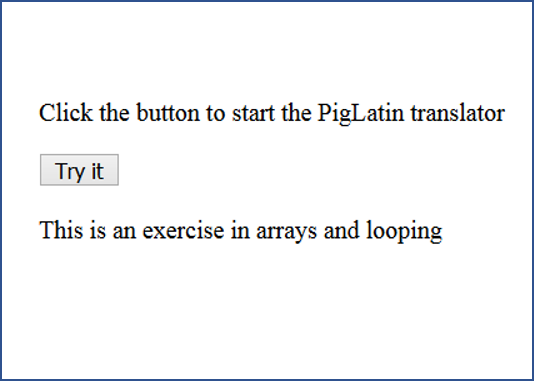 Click the button to start the PigLatin translator
Try it
This is an exercise in arrays and looping